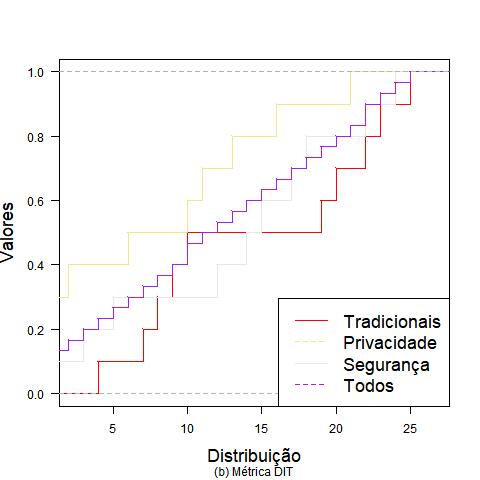 Valores
1.0
0.8
0.6
0.4
0.2
0.0
Tradicionais
Privacidade
Segurança
Todos
5
10
15
20
25
Distribuição
(b) Métrica DIT